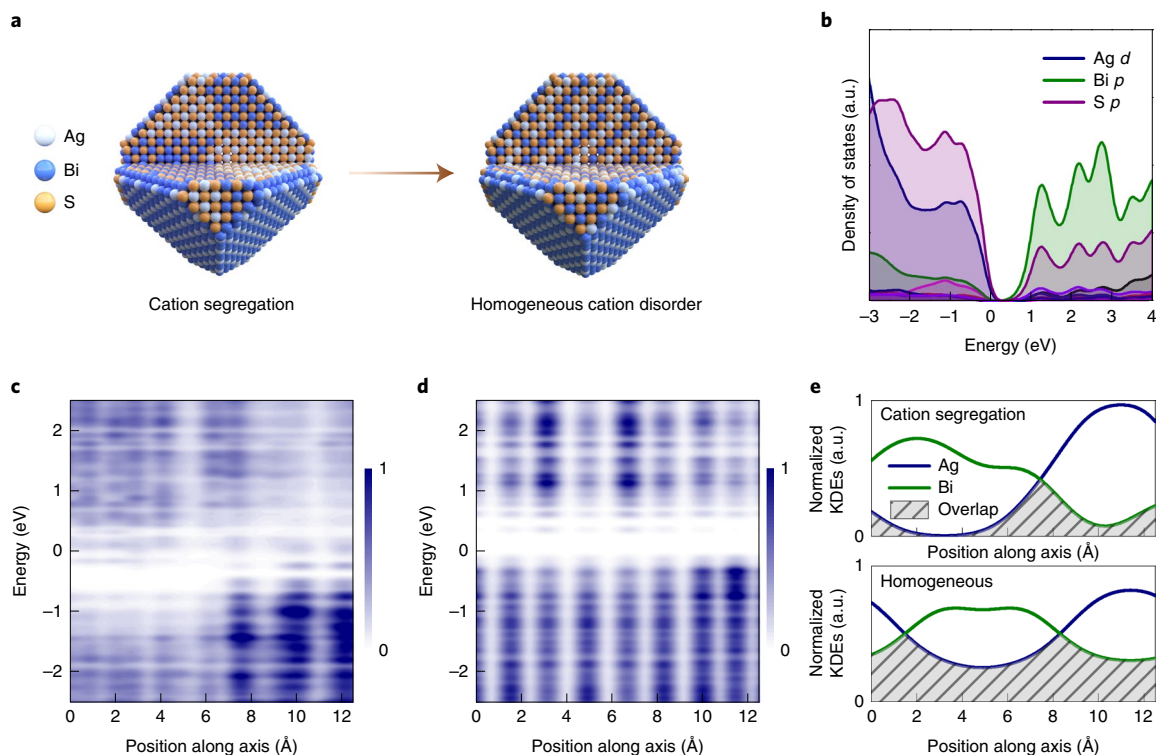 a
Ag
Bi
S
Cation segregation
Homogeneous cation disorder
b
Density of states (a.u.)
Ag d
Bi p
S p
−3 −2 −1 0 1 2 3 4
Energy (eV)
c
Energy (eV)
2
1
0
−1
−2
0 2 4 6 8 10 12
Position along axis (Å)
1
0
d
Energy (eV)
2
1
0
−1
−2
0 2 4 6 8 10 12
Position along axis (Å)
1
0
e
Normalized
KDEs (a.u.)
1
0
Cation segregation
Ag
Bi
Overlap
Position along axis (Å)
Normalized
KDEs (a.u.)
1
0
Homogeneous
0 2 4 6 8 10 12
Position along axis (Å)